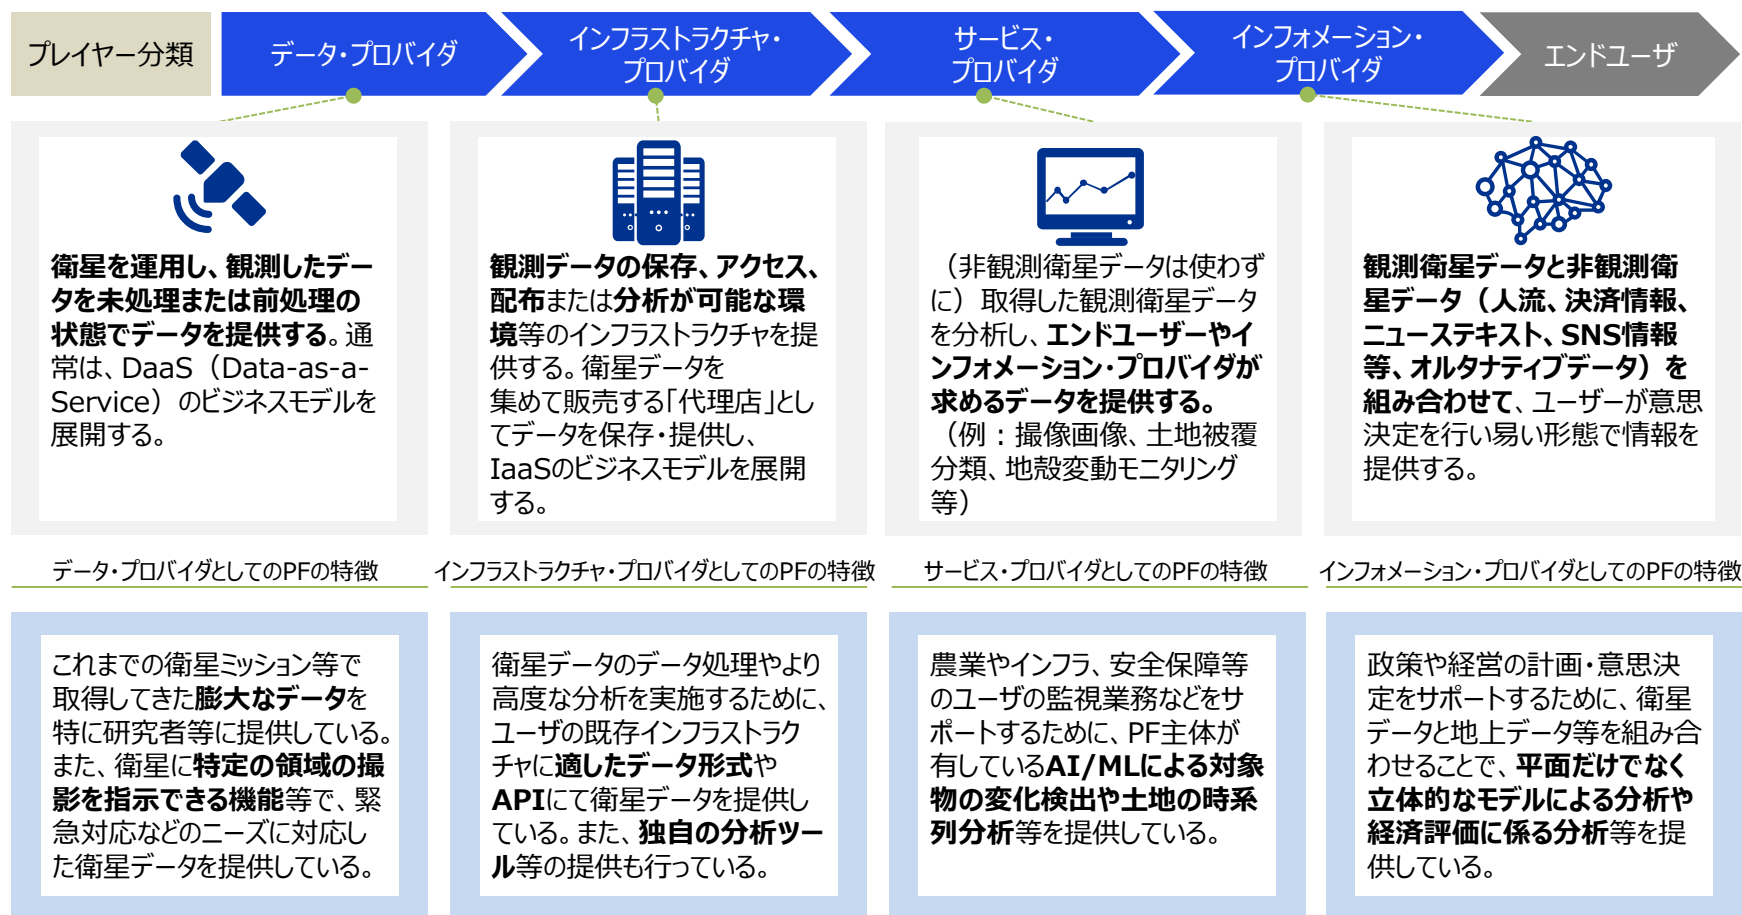 プレイヤー分類
データ・プロバイダ
インフラストラクチャ・
プロバイダ
サービス・
プロバイダ
インフォメーション・
プロバイダ
エンドユーザ
衛星を運用し、観測したデー
タを未処理または前処理の
状態でデータを提供する。通
常は、DaaS（Data-as-a-
Service）のビジネスモデルを
展開する。
観測データの保存、アクセス、
配布または分析が可能な環
境等のインフラストラクチャを提
供する。衛星データを
集めて販売する「代理店」とし
てデータを保存・提供し、
IaaSのビジネスモデルを展開
する。
（非観測衛星データは使わず
に）取得した観測衛星データ
を分析し、エンドユーザーやイ
ンフォメーション・プロバイダが
求めるデータを提供する。
（例：撮像画像、土地被覆
分類、地殻変動モニタリング
等）
観測衛星データと非観測衛
星データ（人流、決済情報、
ニューステキスト、SNS情報
等、オルタナティブデータ）を
組み合わせて、ユーザーが意思
決定を行い易い形態で情報を
提供する。
データ・プロバイダとしてのPFの特徴
インフラストラクチャ・プロバイダとしてのPFの特徴
サービス・プロバイダとしてのPFの特徴
インフォメーション・プロバイダとしてのPFの特徴
これまでの衛星ミッション等で
取得してきた膨大なデータを
特に研究者等に提供している。
また、衛星に特定の領域の撮
影を指示できる機能等で、緊
急対応などのニーズに対応し
た衛星データを提供している。
衛星データのデータ処理やより
高度な分析を実施するために、
ユーザの既存インフラストラク
チャに適したデータ形式や
APIにて衛星データを提供し
ている。また、独自の分析ツー
ル等の提供も行っている。
農業やインフラ、安全保障等
のユーザの監視業務などをサ
ポートするために、PF主体が
有しているAI/MLによる対象
物の変化検出や土地の時系
列分析等を提供している。
政策や経営の計画・意思決
定をサポートするために、衛星
データと地上データ等を組み合
わせることで、平面だけでなく
立体的なモデルによる分析や
経済評価に係る分析等を提
供している。